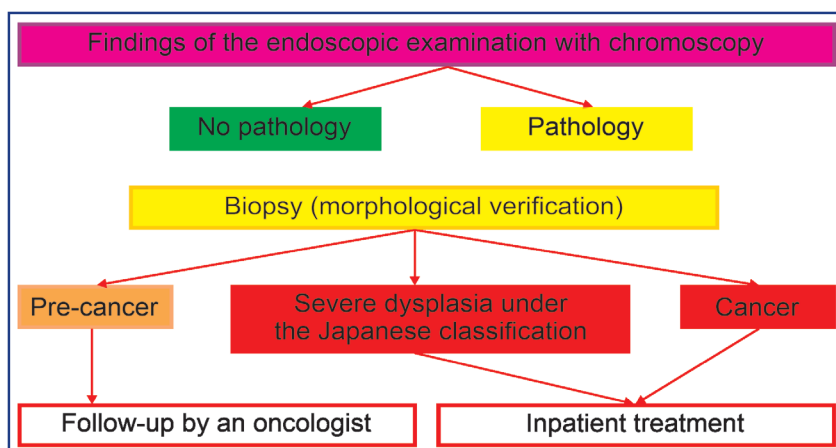 Findings of the endoscopic examination with chromoscopy
No pathology
Pathology
Biopsy (morphological verification)
Pre-cancer
Severe dysplasia under
the Japanese classification
Cancer
Follow-up by an oncologist
Inpatient treatment